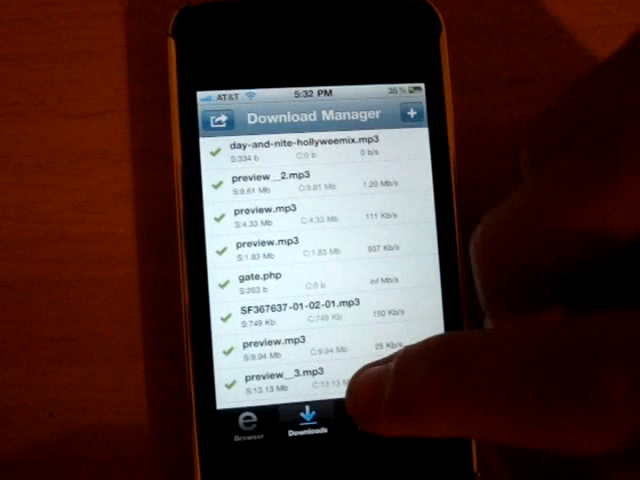 AT&T 5:32 PM 35 %
Download Manager +
day-and-nite-hollyweemix.mp3
S:334 b C:0 b 0 b/s
preview__2.mp3
S:9.61 Mb C:9.61 Mb 1.20 Mb/s
preview.mp3
S:4.33 Mb C:4.33 Mb 111 Kb/s
preview.mp3
S:1.83 Mb C:1.83 Mb 937 Kb/s
gate.php
S:263 b C:0 b inf Mb/s
SF367637-01-02-01.mp3
S:749 Kb C:749 Kb 150 Kb/s
preview.mp3
S:9.94 Mb C:9.94 Mb 25 Kb/s
preview__3.mp3
S:13.13 Mb C:13.13
Browser Downloads